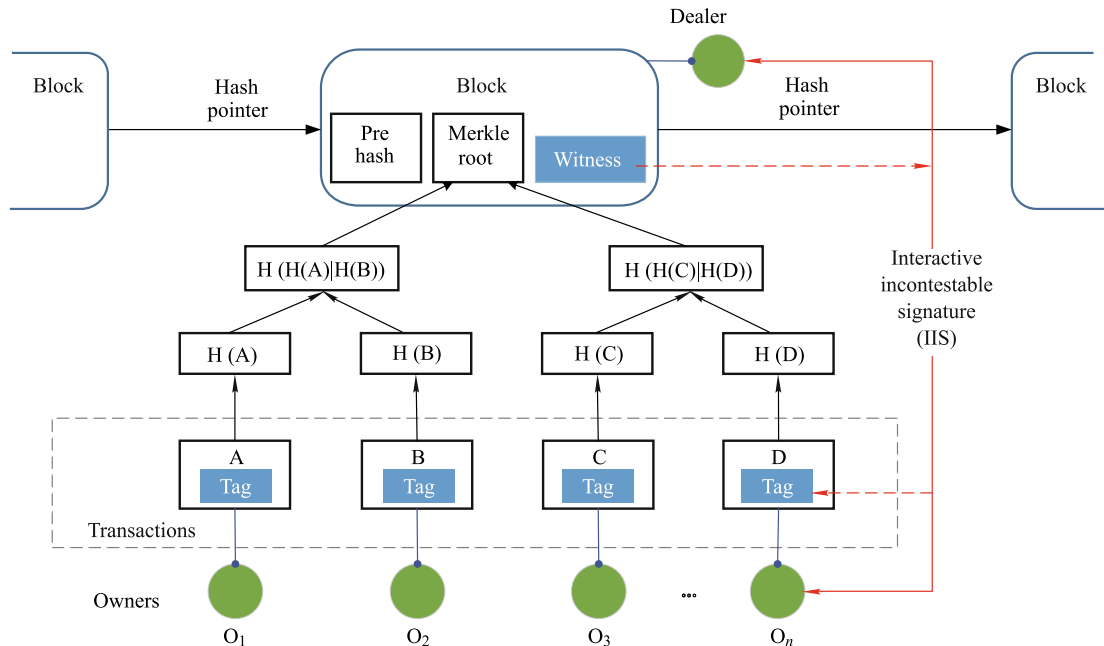 Dealer
Block
Hash
pointer
Block
Hash
pointer
Block
Pre
hash
Merkle
root
Witness
H (H(A)|H(B))
H (H(C)|H(D))
Interactive
incontestable
signature
(IIS)
H (A)
H (B)
H (C)
H (D)
A
B
C
D
Tag
Tag
Tag
Tag
Transactions
Owners
...
O1
O2
O3
On